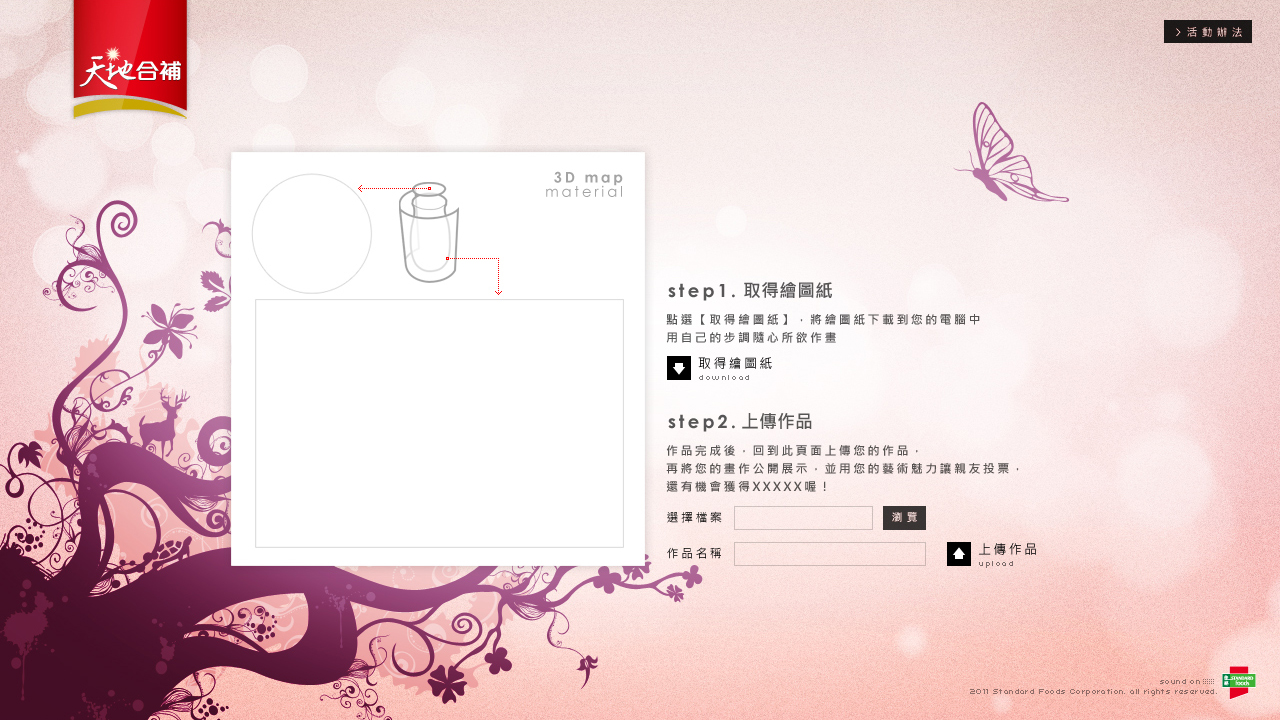 天地合補
> 活動辦法
3D map
material
step1. 取得繪圖紙
點選【取得繪圖紙】，將繪圖紙下載到您的電腦中
用自己的步調隨心所欲作畫
取得繪圖紙
download
step2. 上傳作品
作品完成後，回到此頁面上傳您的作品，
再將您的畫作公開展示，並用您的藝術魅力讓親友投票，
還有機會獲得XXXXX喔！
選擇檔案
瀏覽
作品名稱
上傳作品
upload
sound on
2011 Standard Foods Corporation. all rights reserved.
STANDARD
foods